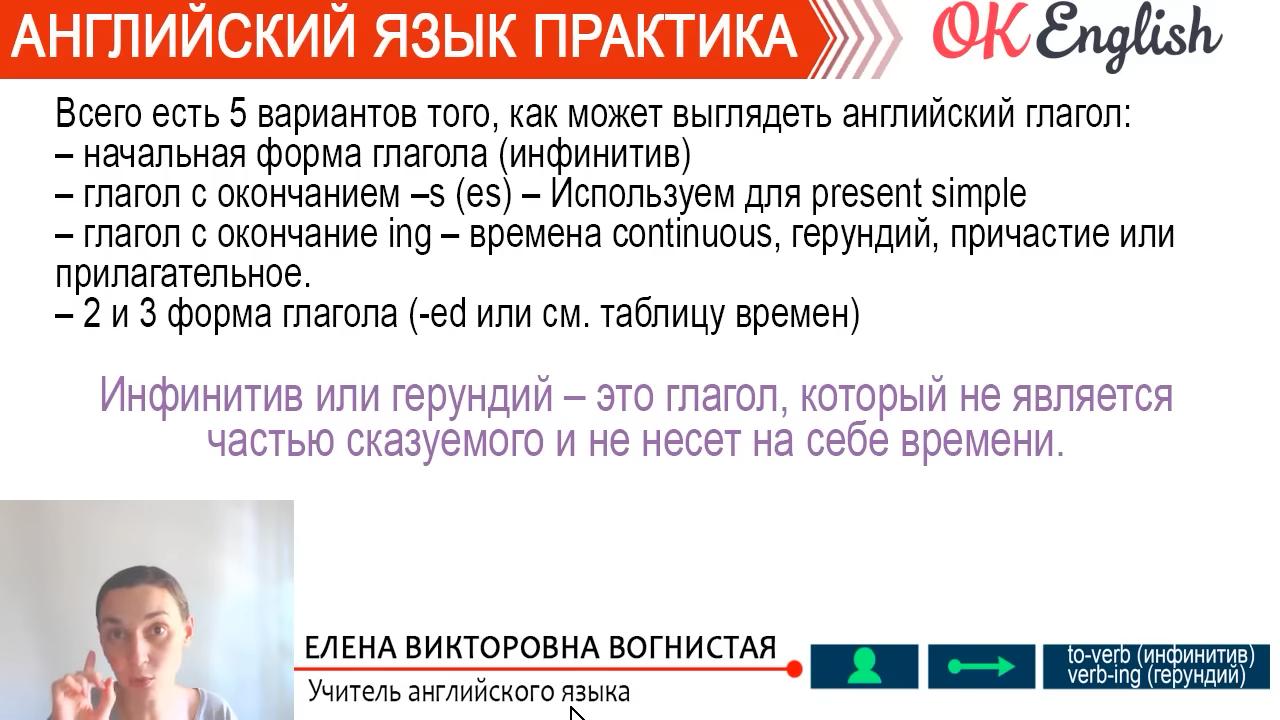 АНГЛИЙСКИЙ ЯЗЫК ПРАКТИКА
OK English
Всего есть 5 вариантов того, как может выглядеть английский глагол:
– начальная форма глагола (инфинитив)
– глагол с окончанием –s (es) – Используем для present simple
– глагол с окончание ing – времена continuous, герундий, причастие или
прилагательное.
– 2 и 3 форма глагола (-ed или см. таблицу времен)
Инфинитив или герундий – это глагол, который не является
частью сказуемого и не несет на себе времени.
ЕЛЕНА ВИКТОРОВНА ВОГНИСТАЯ
Учитель английского языка
to-verb (инфинитив)
verb-ing (герундий)